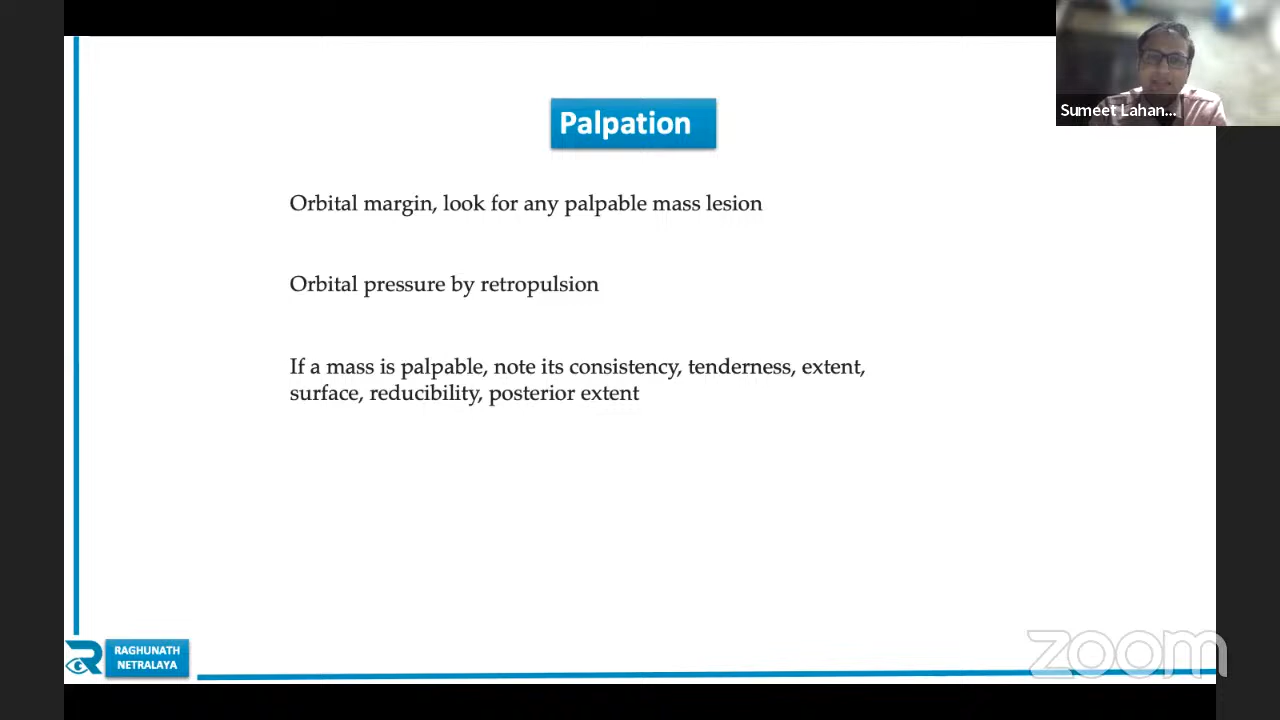 Palpation
Sumeet Lahan...
Orbital margin, look for any palpable mass lesion
Orbital pressure by retropulsion
If a mass is palpable, note its consistency, tenderness, extent,
surface, reducibility, posterior extent
RAGHUNATH
NETRALAYA
zoom